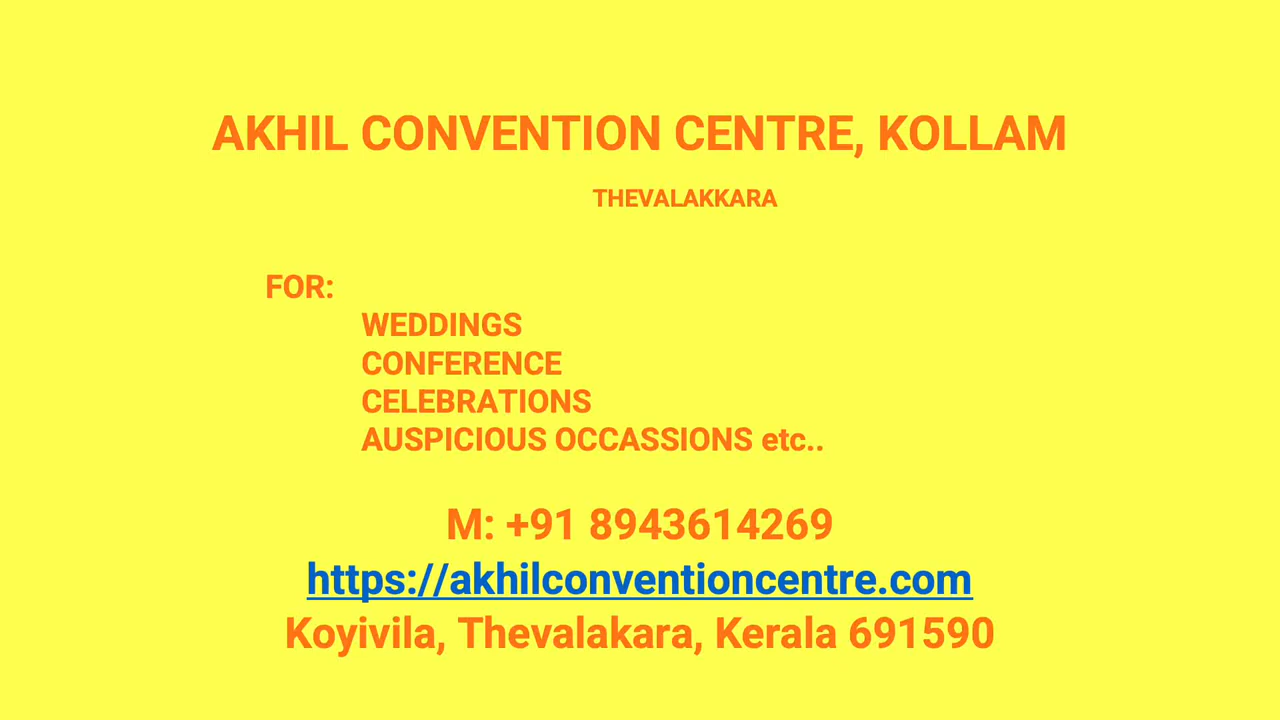 AKHIL CONVENTION CENTRE, KOLLAM
THEVALAKKARA
FOR:
WEDDINGS
CONFERENCE
CELEBRATIONS
AUSPICIOUS OCCASSIONS etc..
M: +91 8943614269
https://akhilconventioncentre.com
Koyivila, Thevalakara, Kerala 691590